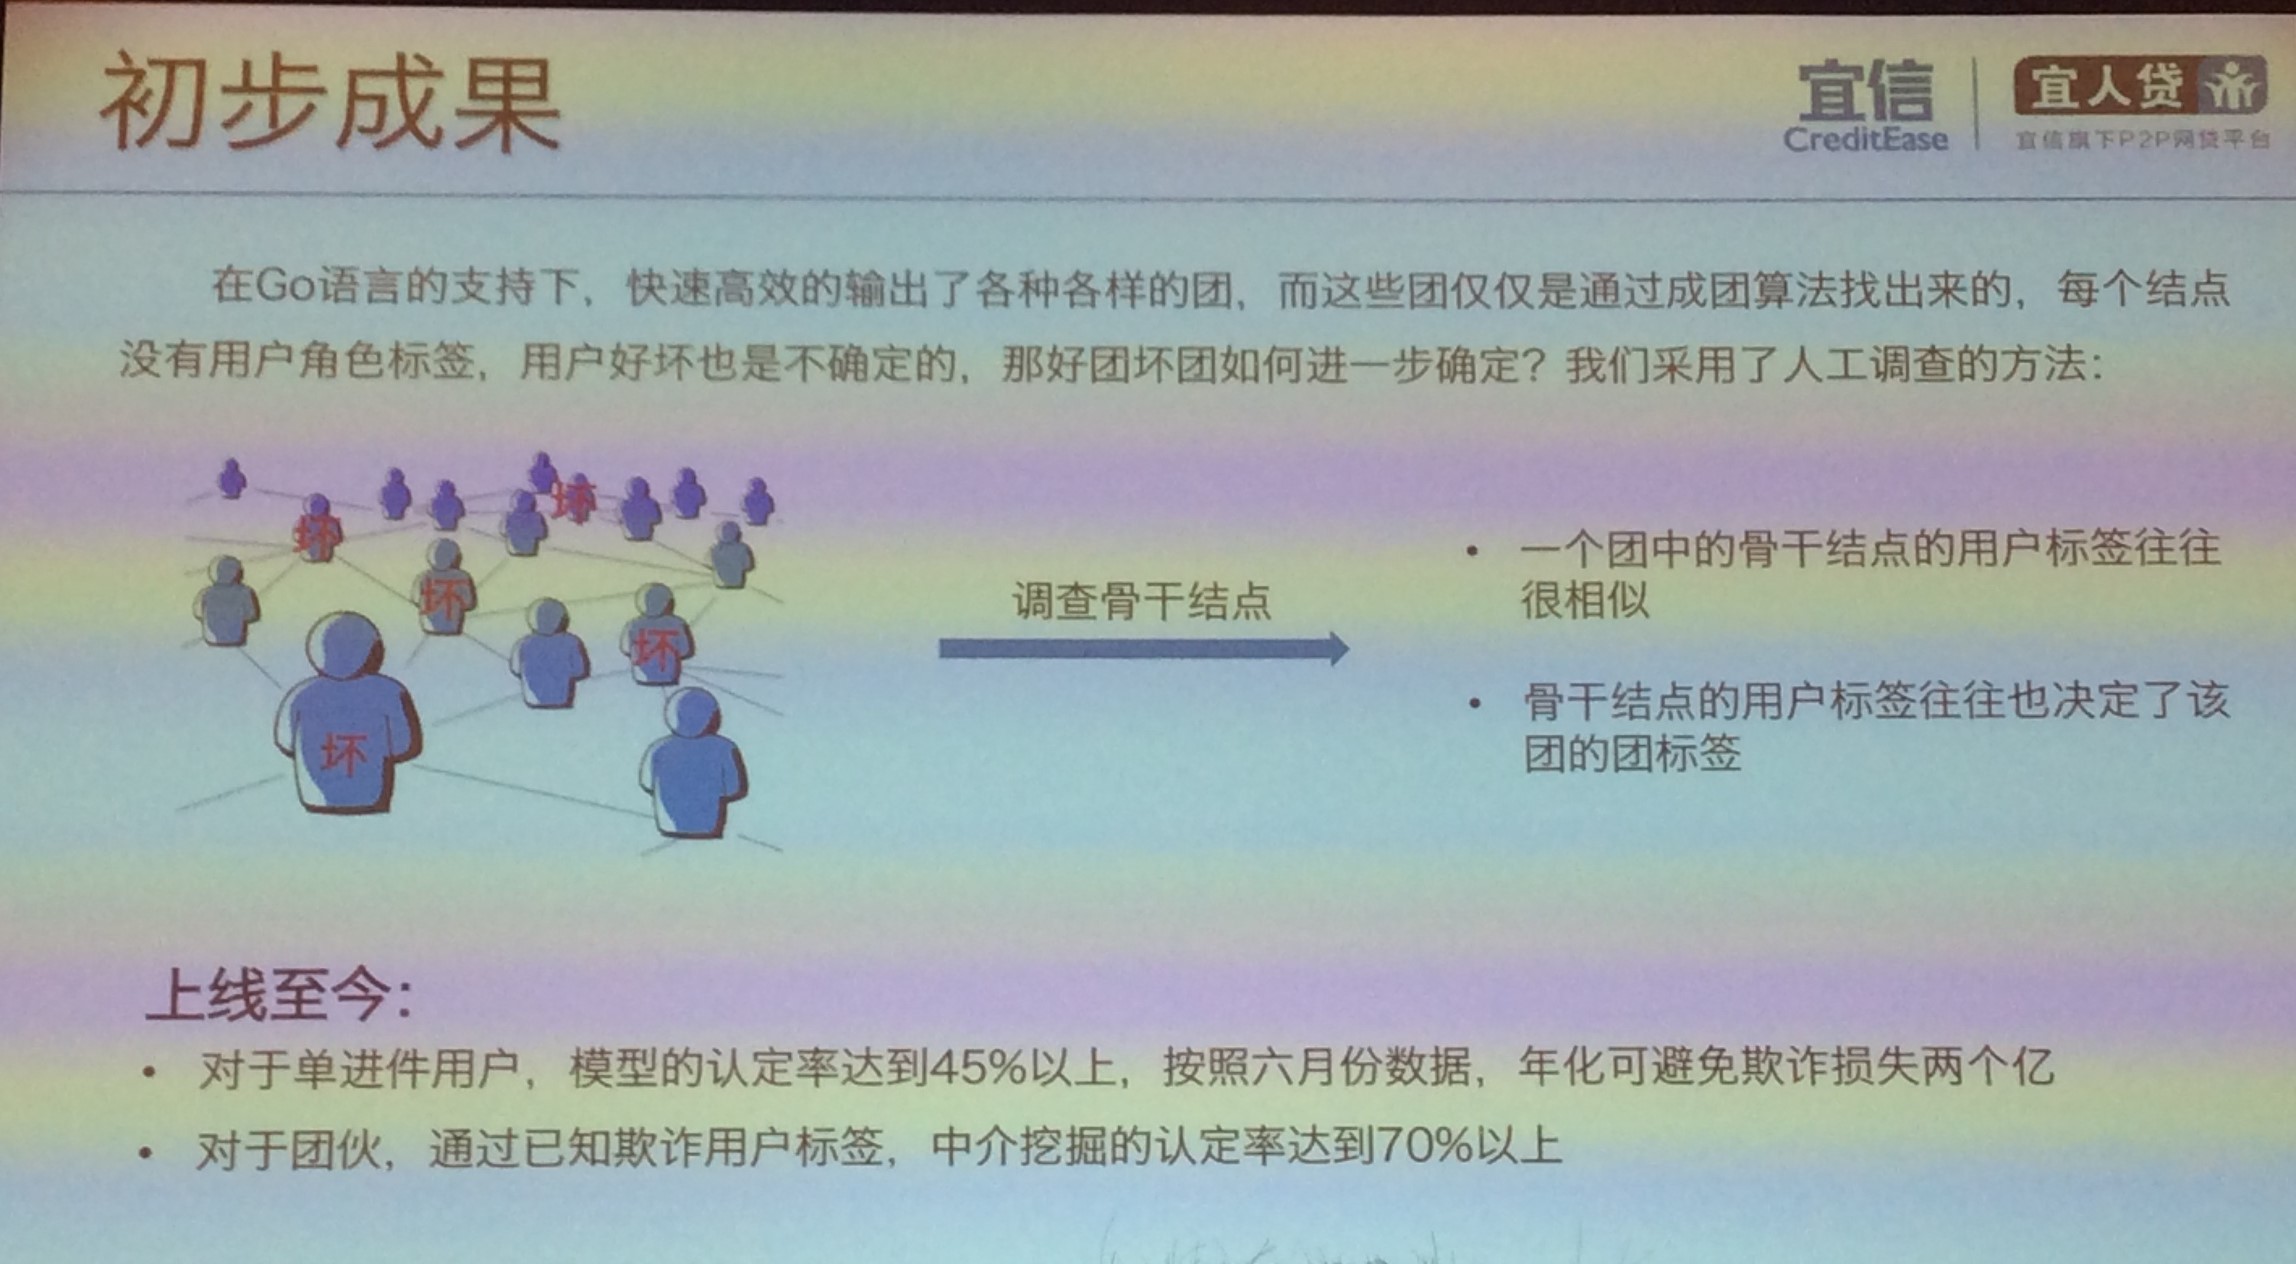 初步成果
宜信
CreditEase
宜人贷
宜信旗下P2P网贷平台
在Go语言的支持下，快速高效的输出了各种各样的团，而这些团仅仅是通过成团算法找出来的，每个结点
没有用户角色标签，用户好坏也是不确定的，那好团坏团如何进一步确定？我们采用了人工调查的方法：
坏
坏
坏
坏
坏
调查骨干结点
• 一个团中的骨干结点的用户标签往往
很相似
• 骨干结点的用户标签往往也决定了该
团的团标签
上线至今：
• 对于单进件用户，模型的认定率达到45%以上，按照六月份数据，年化可避免欺诈损失两个亿
• 对于团伙，通过已知欺诈用户标签，中介挖掘的认定率达到70%以上